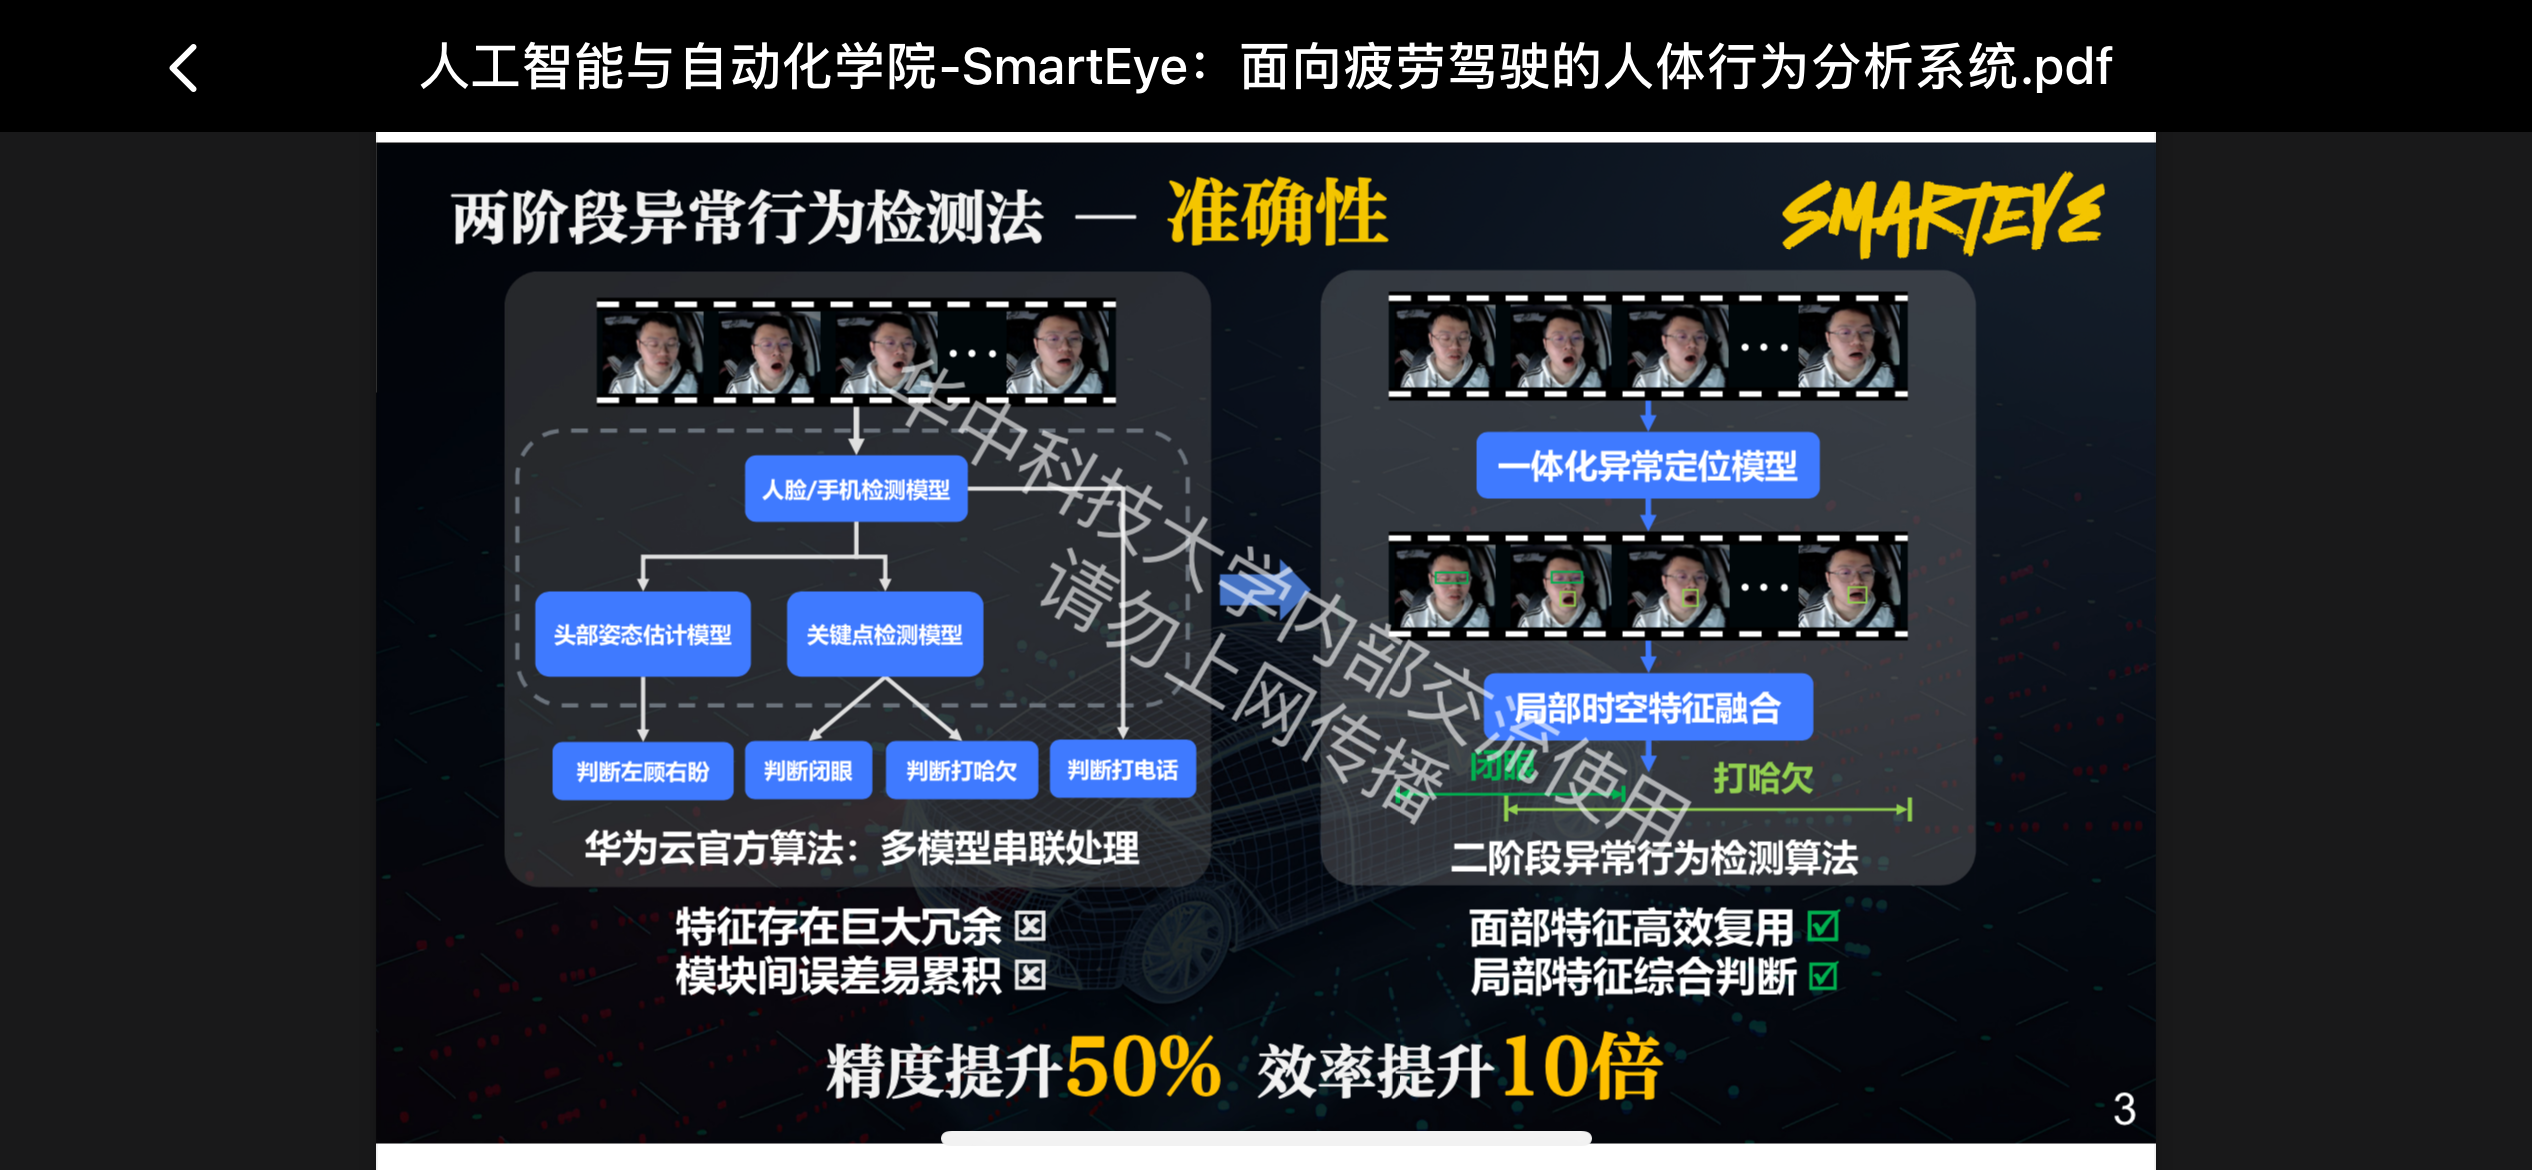 人工智能与自动化学院-SmartEye：面向疲劳驾驶的人体行为分析系统.pdf
两阶段异常行为检测法 — 准确性
SMARTEYE
人脸/手机检测模型
头部姿态估计模型
关键点检测模型
判断左顾右盼
判断闭眼
判断打哈欠
判断打电话
华为云官方算法：多模型串联处理
特征存在巨大冗余
模块间误差易累积
一体化异常定位模型
局部时空特征融合
闭眼
打哈欠
二阶段异常行为检测算法
面部特征高效复用
局部特征综合判断
华中科技大学内部交流使用
请勿上网传播
精度提升50% 效率提升10倍
3